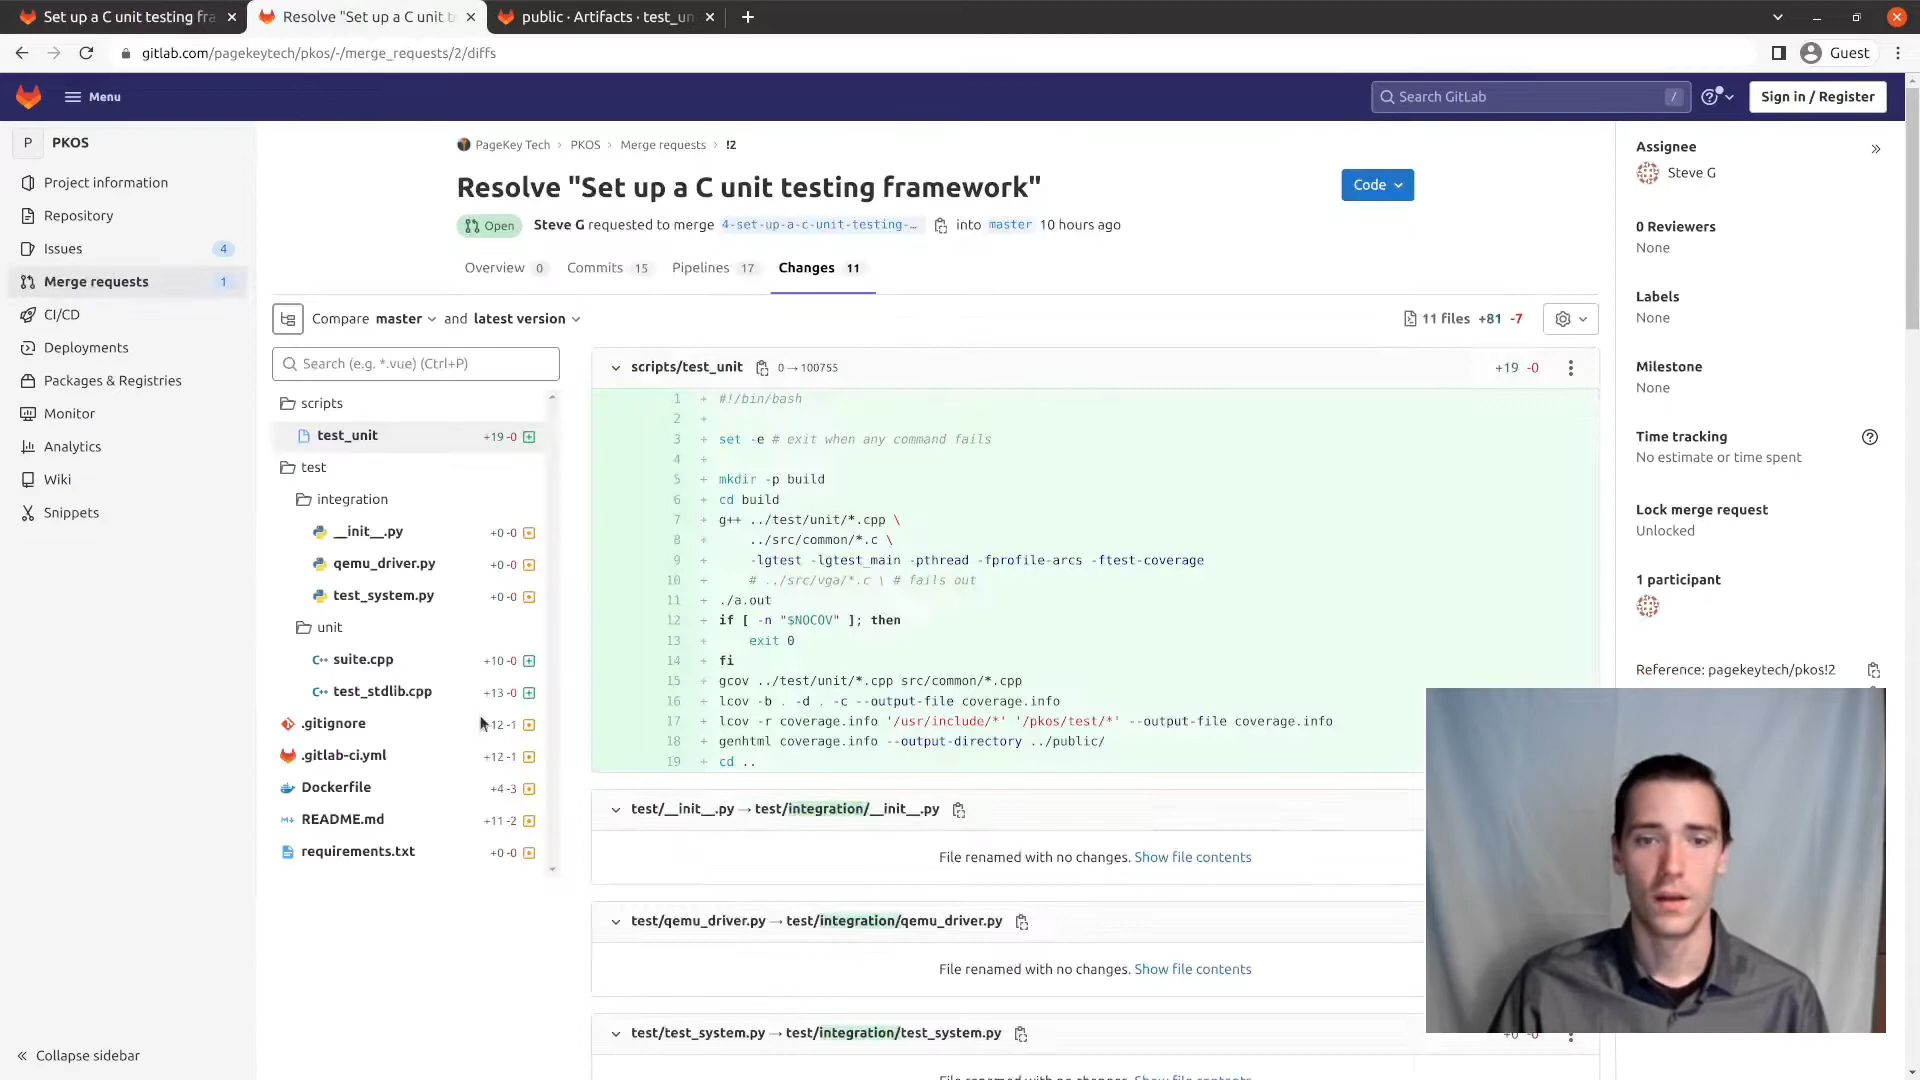 Set up a C unit testing fra
Resolve "Set up a C unit t
public · Artifacts · test_un
gitlab.com/pagekeytech/pkos/-/merge_requests/2/diffs
Guest
Menu
Search GitLab
/
Sign in / Register
P
PKOS
Project information
Repository
Issues
4
Merge requests
1
CI/CD
Deployments
Packages & Registries
Monitor
Analytics
Wiki
Snippets
Collapse sidebar
PageKey Tech › PKOS › Merge requests › !2
Resolve "Set up a C unit testing framework"
Code
Open
Steve G requested to merge 4-set-up-a-c-unit-testing-… into master 10 hours ago
Overview 0
Commits 15
Pipelines 17
Changes 11
Compare master and latest version
11 files +81 -7
Search (e.g. *.vue) (Ctrl+P)
scripts
test_unit +19 -0
test
integration
__init__.py +0 -0
qemu_driver.py +0 -0
test_system.py +0 -0
unit
C++ suite.cpp +10 -0
C++ test_stdlib.cpp +13 -0
.gitignore +12 -1
.gitlab-ci.yml +12 -1
Dockerfile +4 -3
README.md +11 -2
requirements.txt +0 -0
scripts/test_unit 0 → 100755 +19 -0
1 + #!/bin/bash
2 +
3 + set -e # exit when any command fails
4 +
5 + mkdir -p build
6 + cd build
7 + g++ ../test/unit/*.cpp \
8 + ../src/common/*.c \
9 + -lgtest -lgtest_main -pthread -fprofile-arcs -ftest-coverage
10 + # ../src/vga/*.c \ # fails out
11 + ./a.out
12 + if [ -n "$NOCOV" ]; then
13 + exit 0
14 + fi
15 + gcov ../test/unit/*.cpp src/common/*.cpp
16 + lcov -b . -d . -c --output-file coverage.info
17 + lcov -r coverage.info '/usr/include/*' '/pkos/test/*' --output-file coverage.info
18 + genhtml coverage.info --output-directory ../public/
19 + cd ..
test/__init__.py → test/integration/__init__.py
File renamed with no changes. Show file contents
test/qemu_driver.py → test/integration/qemu_driver.py
File renamed with no changes. Show file contents
test/test_system.py → test/integration/test_system.py +0 -0
Assignee
Steve G
0 Reviewers
None
Labels
None
Milestone
None
Time tracking
No estimate or time spent
Lock merge request
Unlocked
1 participant
Reference: pagekeytech/pkos!2